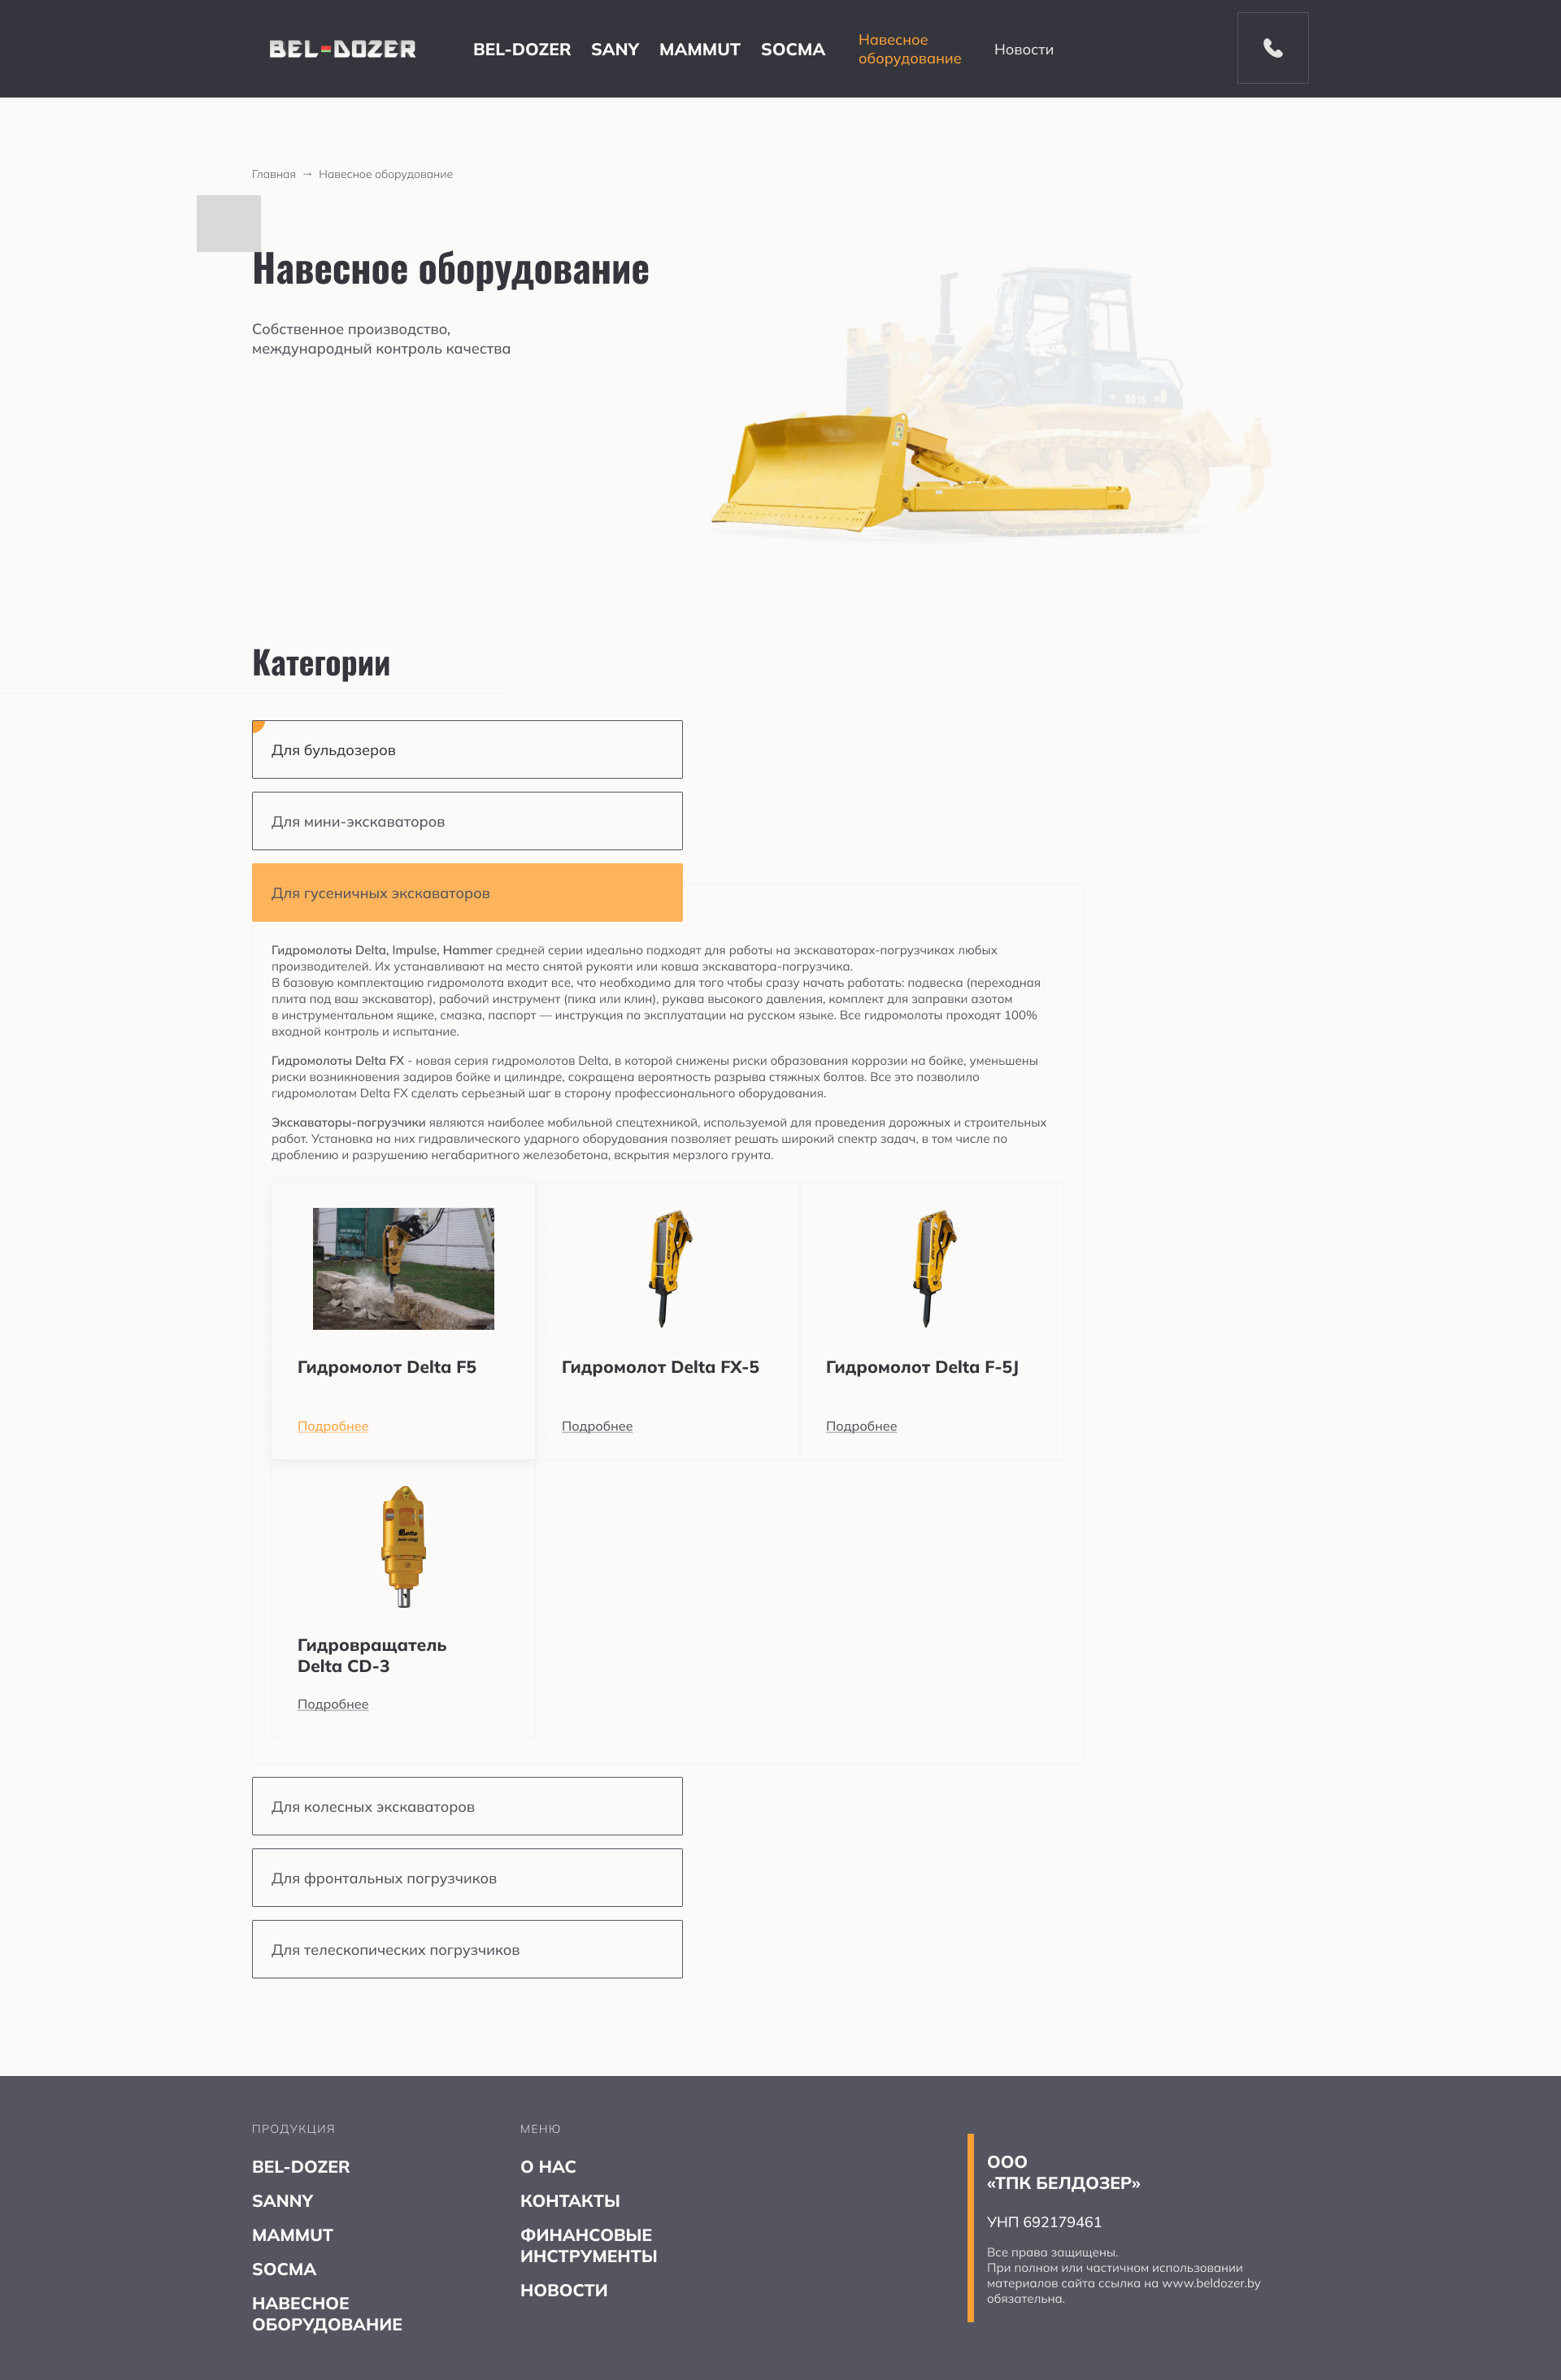 BEL-DOZER
BEL-DOZER
SANY
MAMMUT
SOCMA
Навесное
оборудование
Новости
Главная → Навесное оборудование
Навесное оборудование
Собственное производство,
международный контроль качества
SD16
Категории
Для бульдозеров
Для мини-экскаваторов
Для гусеничных экскаваторов
Гидромолоты Delta, Impulse, Hammer средней серии идеально подходят для работы на экскаваторах-погрузчиках любых
производителей. Их устанавливают на место снятой рукояти или ковша экскаватора-погрузчика.
В базовую комплектацию гидромолота входит все, что необходимо для того чтобы сразу начать работать: подвеска (переходная
плита под ваш экскаватор), рабочий инструмент (пика или клин), рукава высокого давления, комплект для заправки азотом
в инструментальном ящике, смазка, паспорт — инструкция по эксплуатации на русском языке. Все гидромолоты проходят 100%
входной контроль и испытание.
Гидромолоты Delta FX - новая серия гидромолотов Delta, в которой снижены риски образования коррозии на бойке, уменьшены
риски возникновения задиров бойке и цилиндре, сокращена вероятность разрыва стяжных болтов. Все это позволило
гидромолотам Delta FX сделать серьезный шаг в сторону профессионального оборудования.
Экскаваторы-погрузчики являются наиболее мобильной спецтехникой, используемой для проведения дорожных и строительных
работ. Установка на них гидравлического ударного оборудования позволяет решать широкий спектр задач, в том числе по
дроблению и разрушению негабаритного железобетона, вскрытия мерзлого грунта.
Гидромолот Delta F5
Подробнее
Гидромолот Delta FX-5
Подробнее
Гидромолот Delta F-5J
Подробнее
Delta
Гидровращатель
Delta CD-3
Подробнее
Для колесных экскаваторов
Для фронтальных погрузчиков
Для телескопических погрузчиков
ПРОДУКЦИЯ
BEL-DOZER
SANNY
MAMMUT
SOCMA
НАВЕСНОЕ
ОБОРУДОВАНИЕ
МЕНЮ
О НАС
КОНТАКТЫ
ФИНАНСОВЫЕ
ИНСТРУМЕНТЫ
НОВОСТИ
ООО
«ТПК БЕЛДОЗЕР»
УНП 692179461
Все права защищены.
При полном или частичном использовании
материалов сайта ссылка на www.beldozer.by
обязательна.